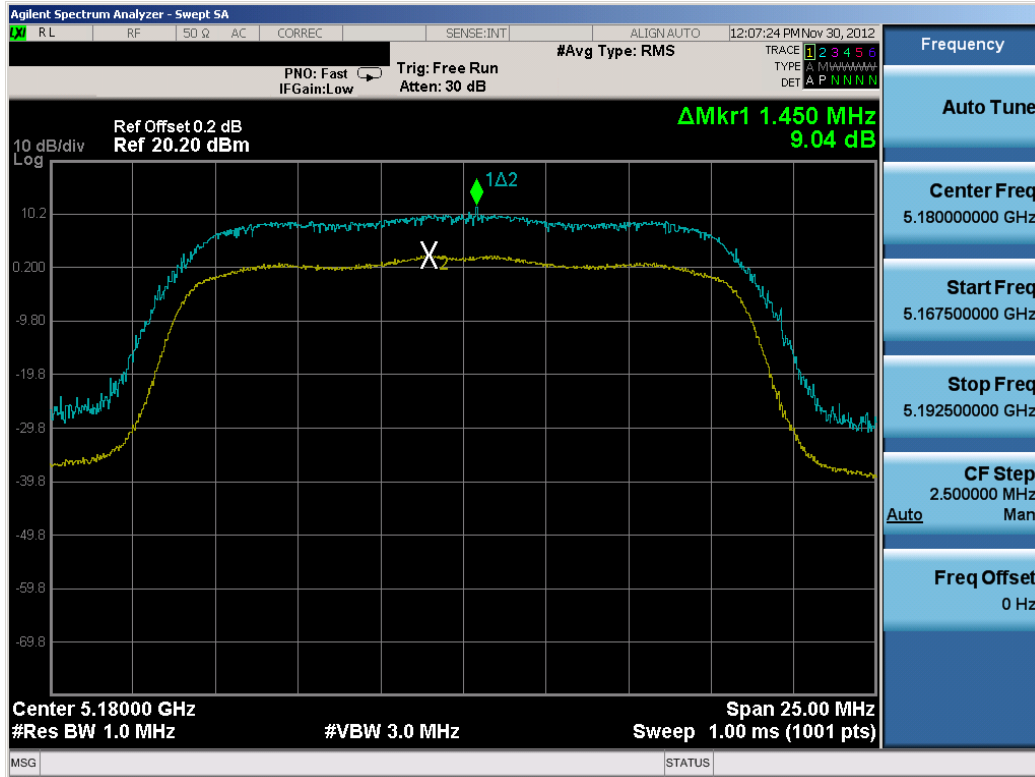 Agilent Spectrum Analyzer - Swept SA
LXI RL RF 50 Ω AC CORREC SENSE:INT ALIGNAUTO 12:07:24 PM Nov 30, 2012
#Avg Type: RMS TRACE 1 2 3 4 5 6
PNO: Fast Trig: Free Run TYPE A MWWWWW
IFGain:Low Atten: 30 dB DET A P N N N N
ΔMkr1 1.450 MHz
9.04 dB
Ref Offset 0.2 dB
10 dB/div Ref 20.20 dBm
Log
1Δ2
10.2
X2
0.200
-9.80
-19.8
-29.8
-39.8
-49.8
-59.8
-69.8
Center 5.18000 GHz Span 25.00 MHz
#Res BW 1.0 MHz #VBW 3.0 MHz Sweep 1.00 ms (1001 pts)
MSG STATUS
Frequency
Auto Tune
Center Freq
5.180000000 GHz
Start Freq
5.167500000 GHz
Stop Freq
5.192500000 GHz
CF Step
2.500000 MHz
Auto Man
Freq Offset
0 Hz